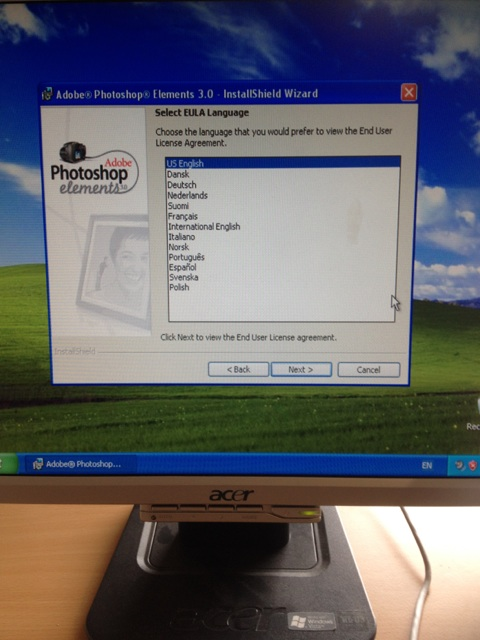 Adobe® Photoshop® Elements 3.0 - InstallShield Wizard
Select EULA Language
Choose the language that you would prefer to view the End User
License Agreement.
Adobe
Photoshop
elements 3.0
US English
Dansk
Deutsch
Nederlands
Suomi
Français
International English
Italiano
Norsk
Português
Español
Svenska
Polish
Click Next to view the End User License agreement.
InstallShield
< Back
Next >
Cancel
Rec
Adobe® Photoshop...
EN
acer
acer
Windows